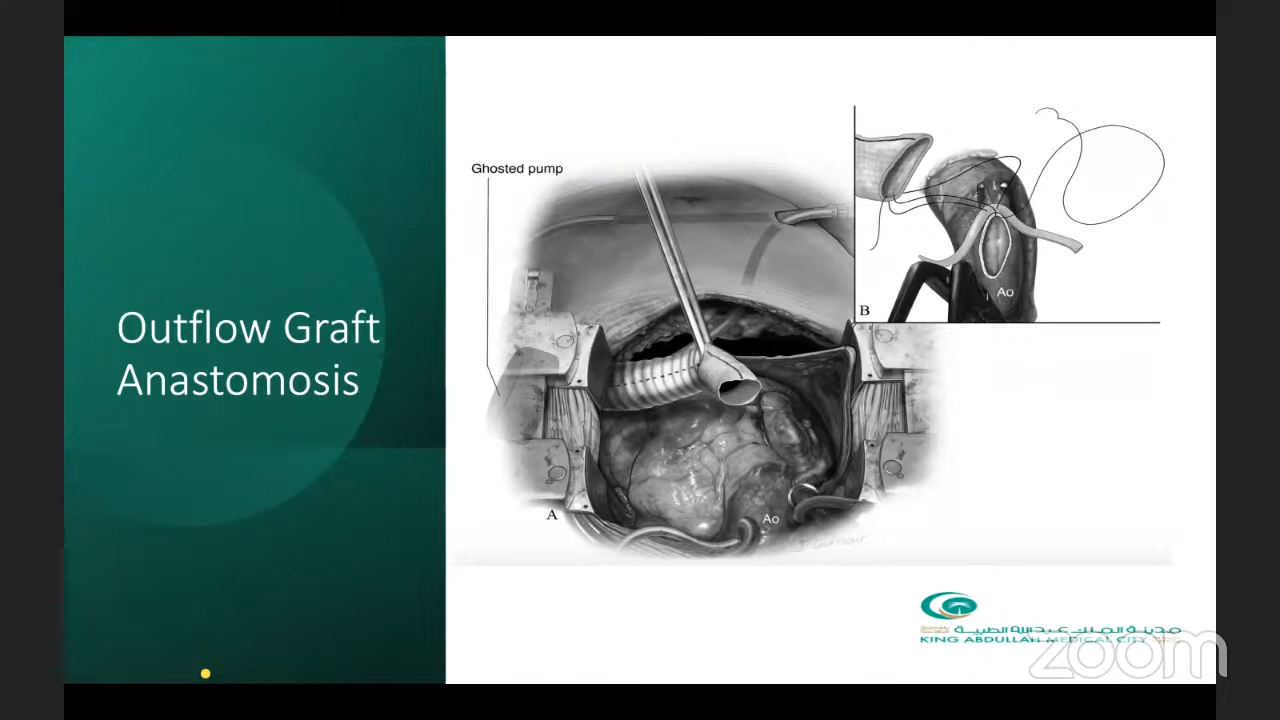 Outflow Graft
Anastomosis
Ghosted pump
A
Ao
B
Ao
مدينة الملك عبدالله الطبية
KING ABDULLAH MEDICAL CITY
zoom